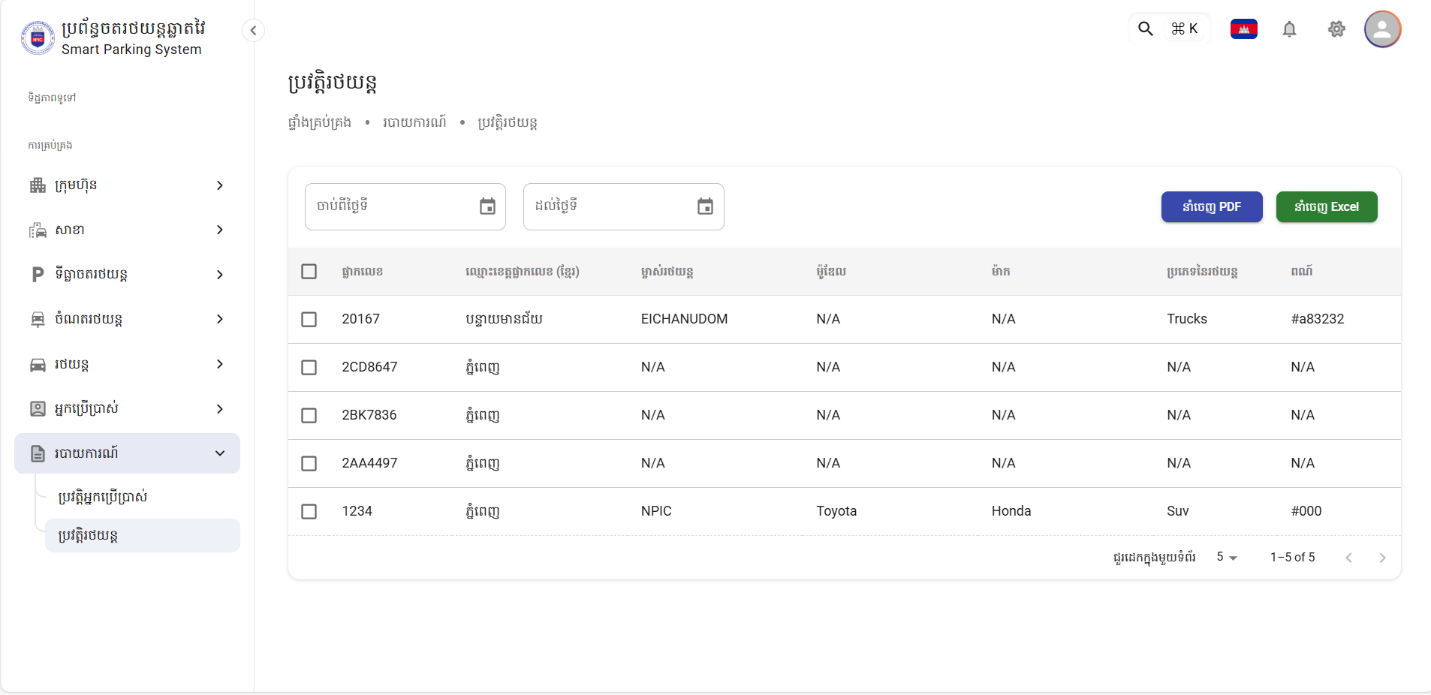 ប្រព័ន្ធចតរថយន្តឆ្លាតវៃ
Smart Parking System
⌘ K
ទិដ្ឋភាពទូទៅ
ការគ្រប់គ្រង
ក្រុមហ៊ុន
សាខា
ទីធ្លាចតរថយន្ត
ចំណតរថយន្ត
រថយន្ត
អ្នកប្រើប្រាស់
របាយការណ៍
ប្រវត្តិអ្នកប្រើប្រាស់
ប្រវត្តិរថយន្ត
ប្រវត្តិរថយន្ត
ផ្ទាំងគ្រប់គ្រង • របាយការណ៍ • ប្រវត្តិរថយន្ត
ចាប់ពីថ្ងៃទី ដល់ថ្ងៃទី នាំចេញ PDF នាំចេញ Excel
ផ្លាកលេខ ឈ្មោះខេត្តផ្លាកលេខ (ខ្មែរ) ម្ចាស់រថយន្ត ម៉ូឌែល ម៉ាក ប្រភេទនៃរថយន្ត ពណ៌
20167 បន្ទាយមានជ័យ EICHANUDOM N/A N/A Trucks #a83232
2CD8647 ភ្នំពេញ N/A N/A N/A N/A N/A
2BK7836 ភ្នំពេញ N/A N/A N/A N/A N/A
2AA4497 ភ្នំពេញ N/A N/A N/A N/A N/A
1234 ភ្នំពេញ NPIC Toyota Honda Suv #000
ជួរដេកក្នុងមួយទំព័រ 5 1–5 of 5